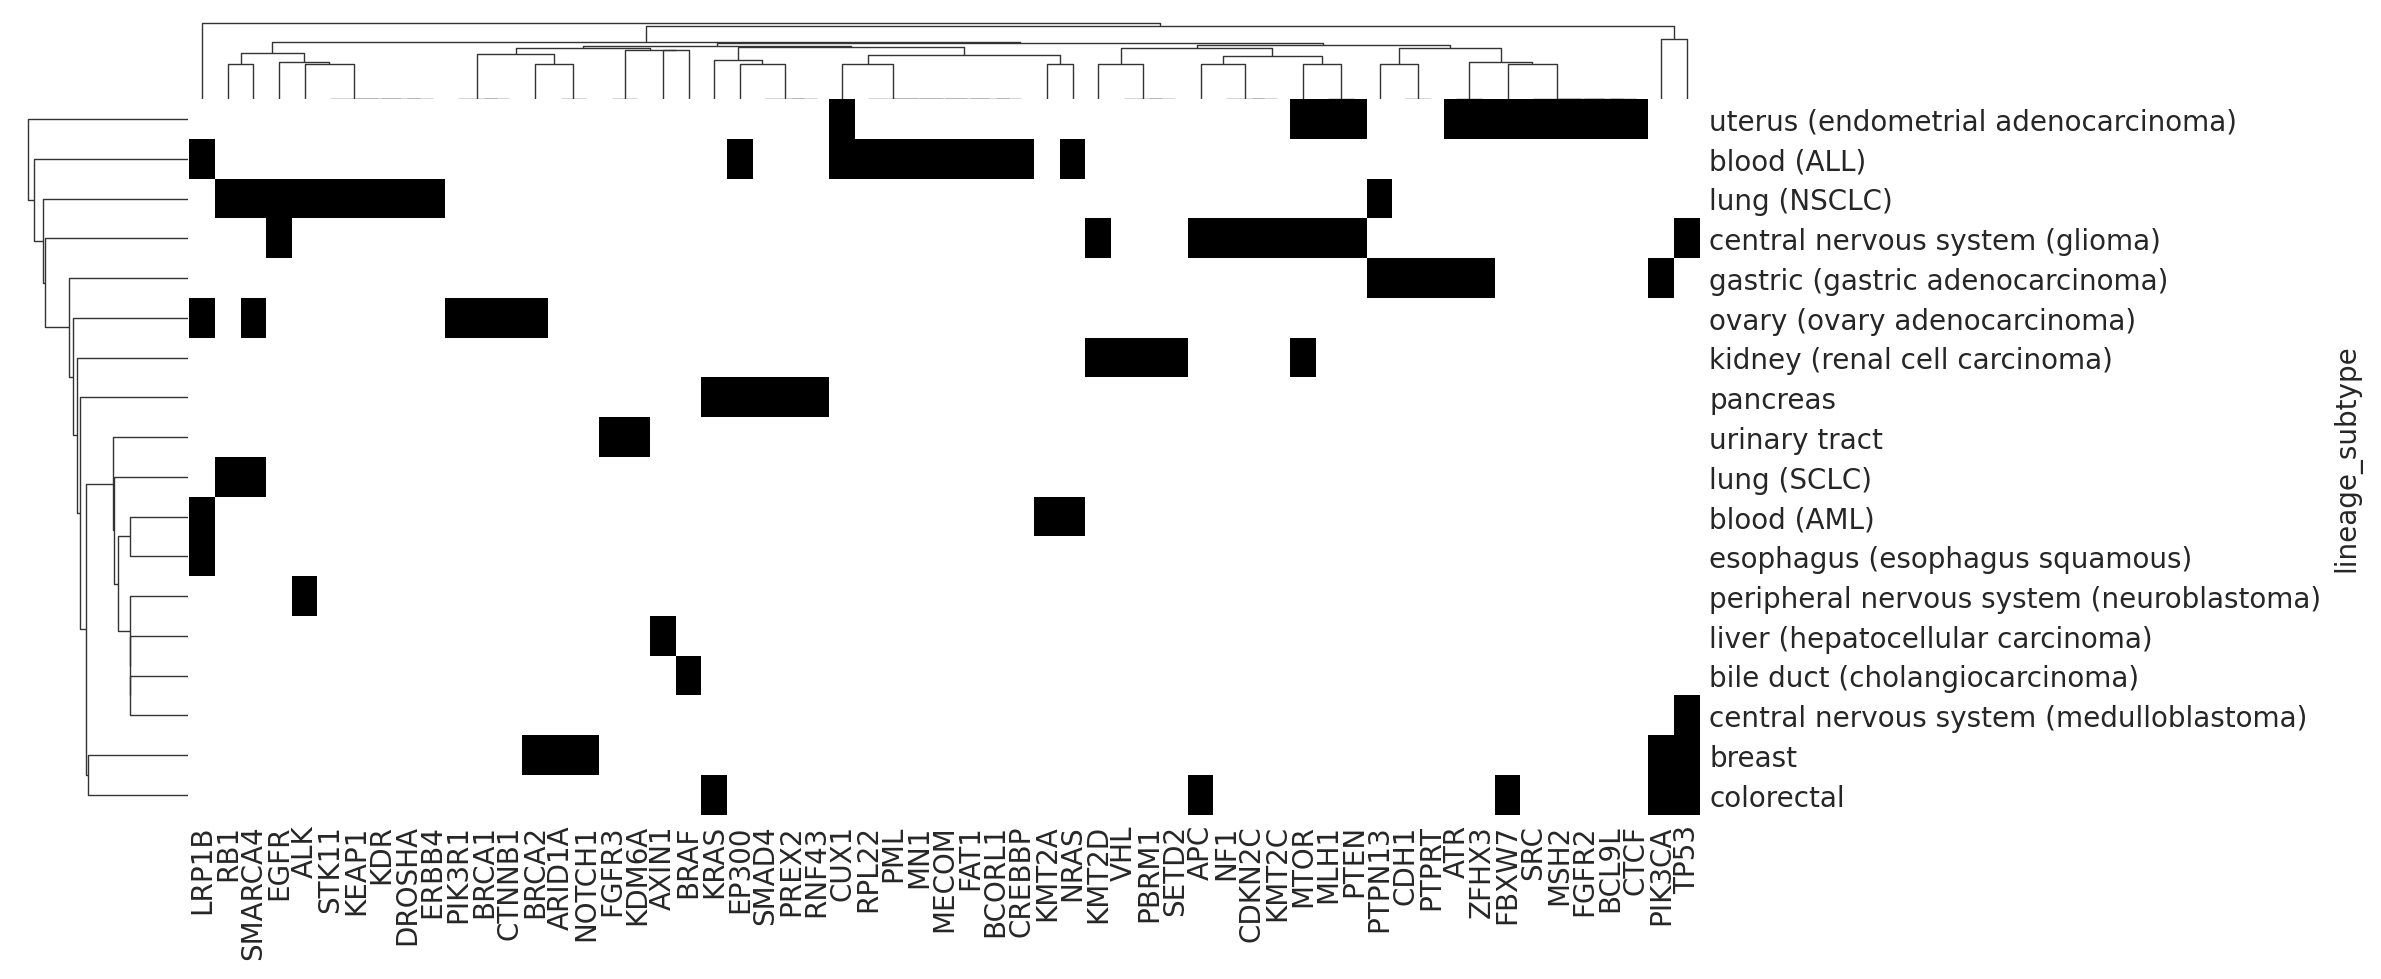 uterus (endometrial adenocarcinoma)
blood (ALL)
lung (NSCLC)
central nervous system (glioma)
gastric (gastric adenocarcinoma)
ovary (ovary adenocarcinoma)
kidney (renal cell carcinoma)
pancreas
urinary tract
lung (SCLC)
blood (AML)
esophagus (esophagus squamous)
peripheral nervous system (neuroblastoma)
liver (hepatocellular carcinoma)
bile duct (cholangiocarcinoma)
central nervous system (medulloblastoma)
breast
colorectal
lineage_subtype
LRP1B
RB1
SMARCA4
EGFR
ALK
STK11
KEAP1
KDR
DROSHA
ERBB4
PIK3R1
BRCA1
CTNNB1
BRCA2
ARID1A
NOTCH1
FGFR3
KDM6A
AXIN1
BRAF
KRAS
EP300
SMAD4
PREX2
RNF43
CUX1
RPL22
PML
MN1
MECOM
FAT1
BCORL1
CREBBP
KMT2A
NRAS
KMT2D
VHL
PBRM1
SETD2
APC
NF1
CDKN2C
KMT2C
MTOR
MLH1
PTEN
PTPN13
CDH1
PTPRT
ATR
ZFHX3
FBXW7
SRC
MSH2
FGFR2
BCL9L
CTCF
PIK3CA
TP53